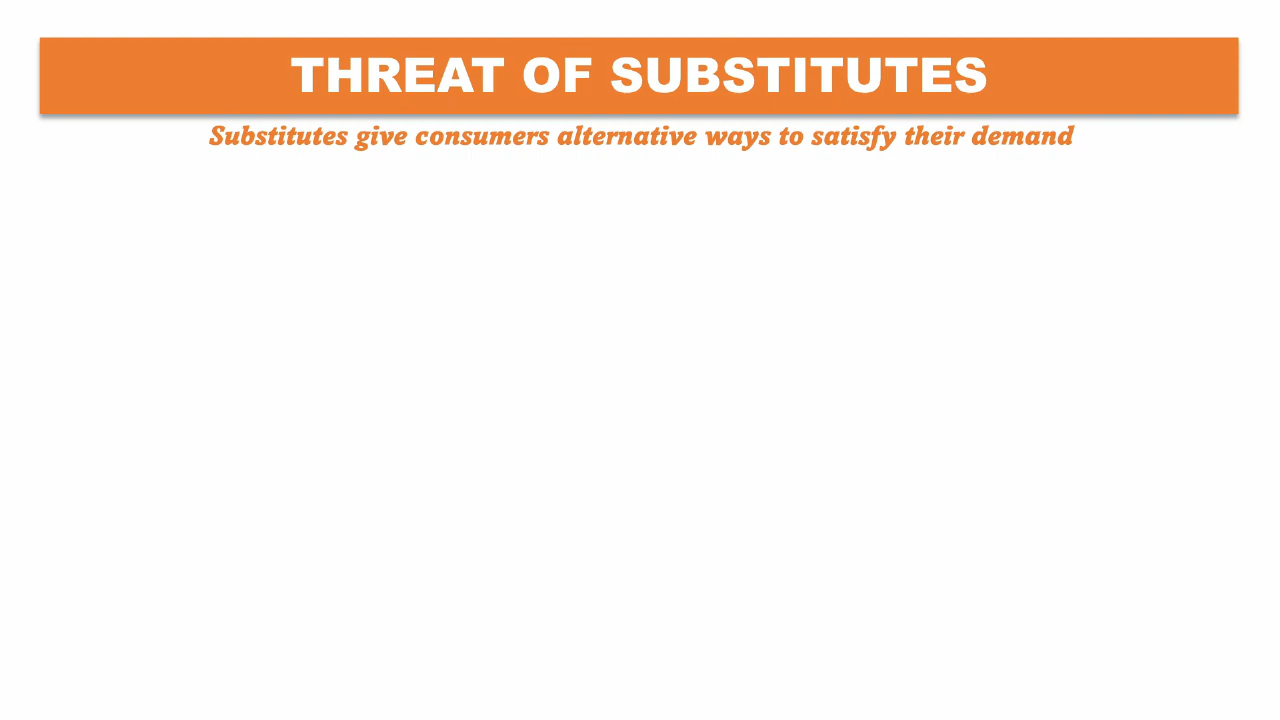 THREAT OF SUBSTITUTES
Substitutes give consumers alternative ways to satisfy their demand